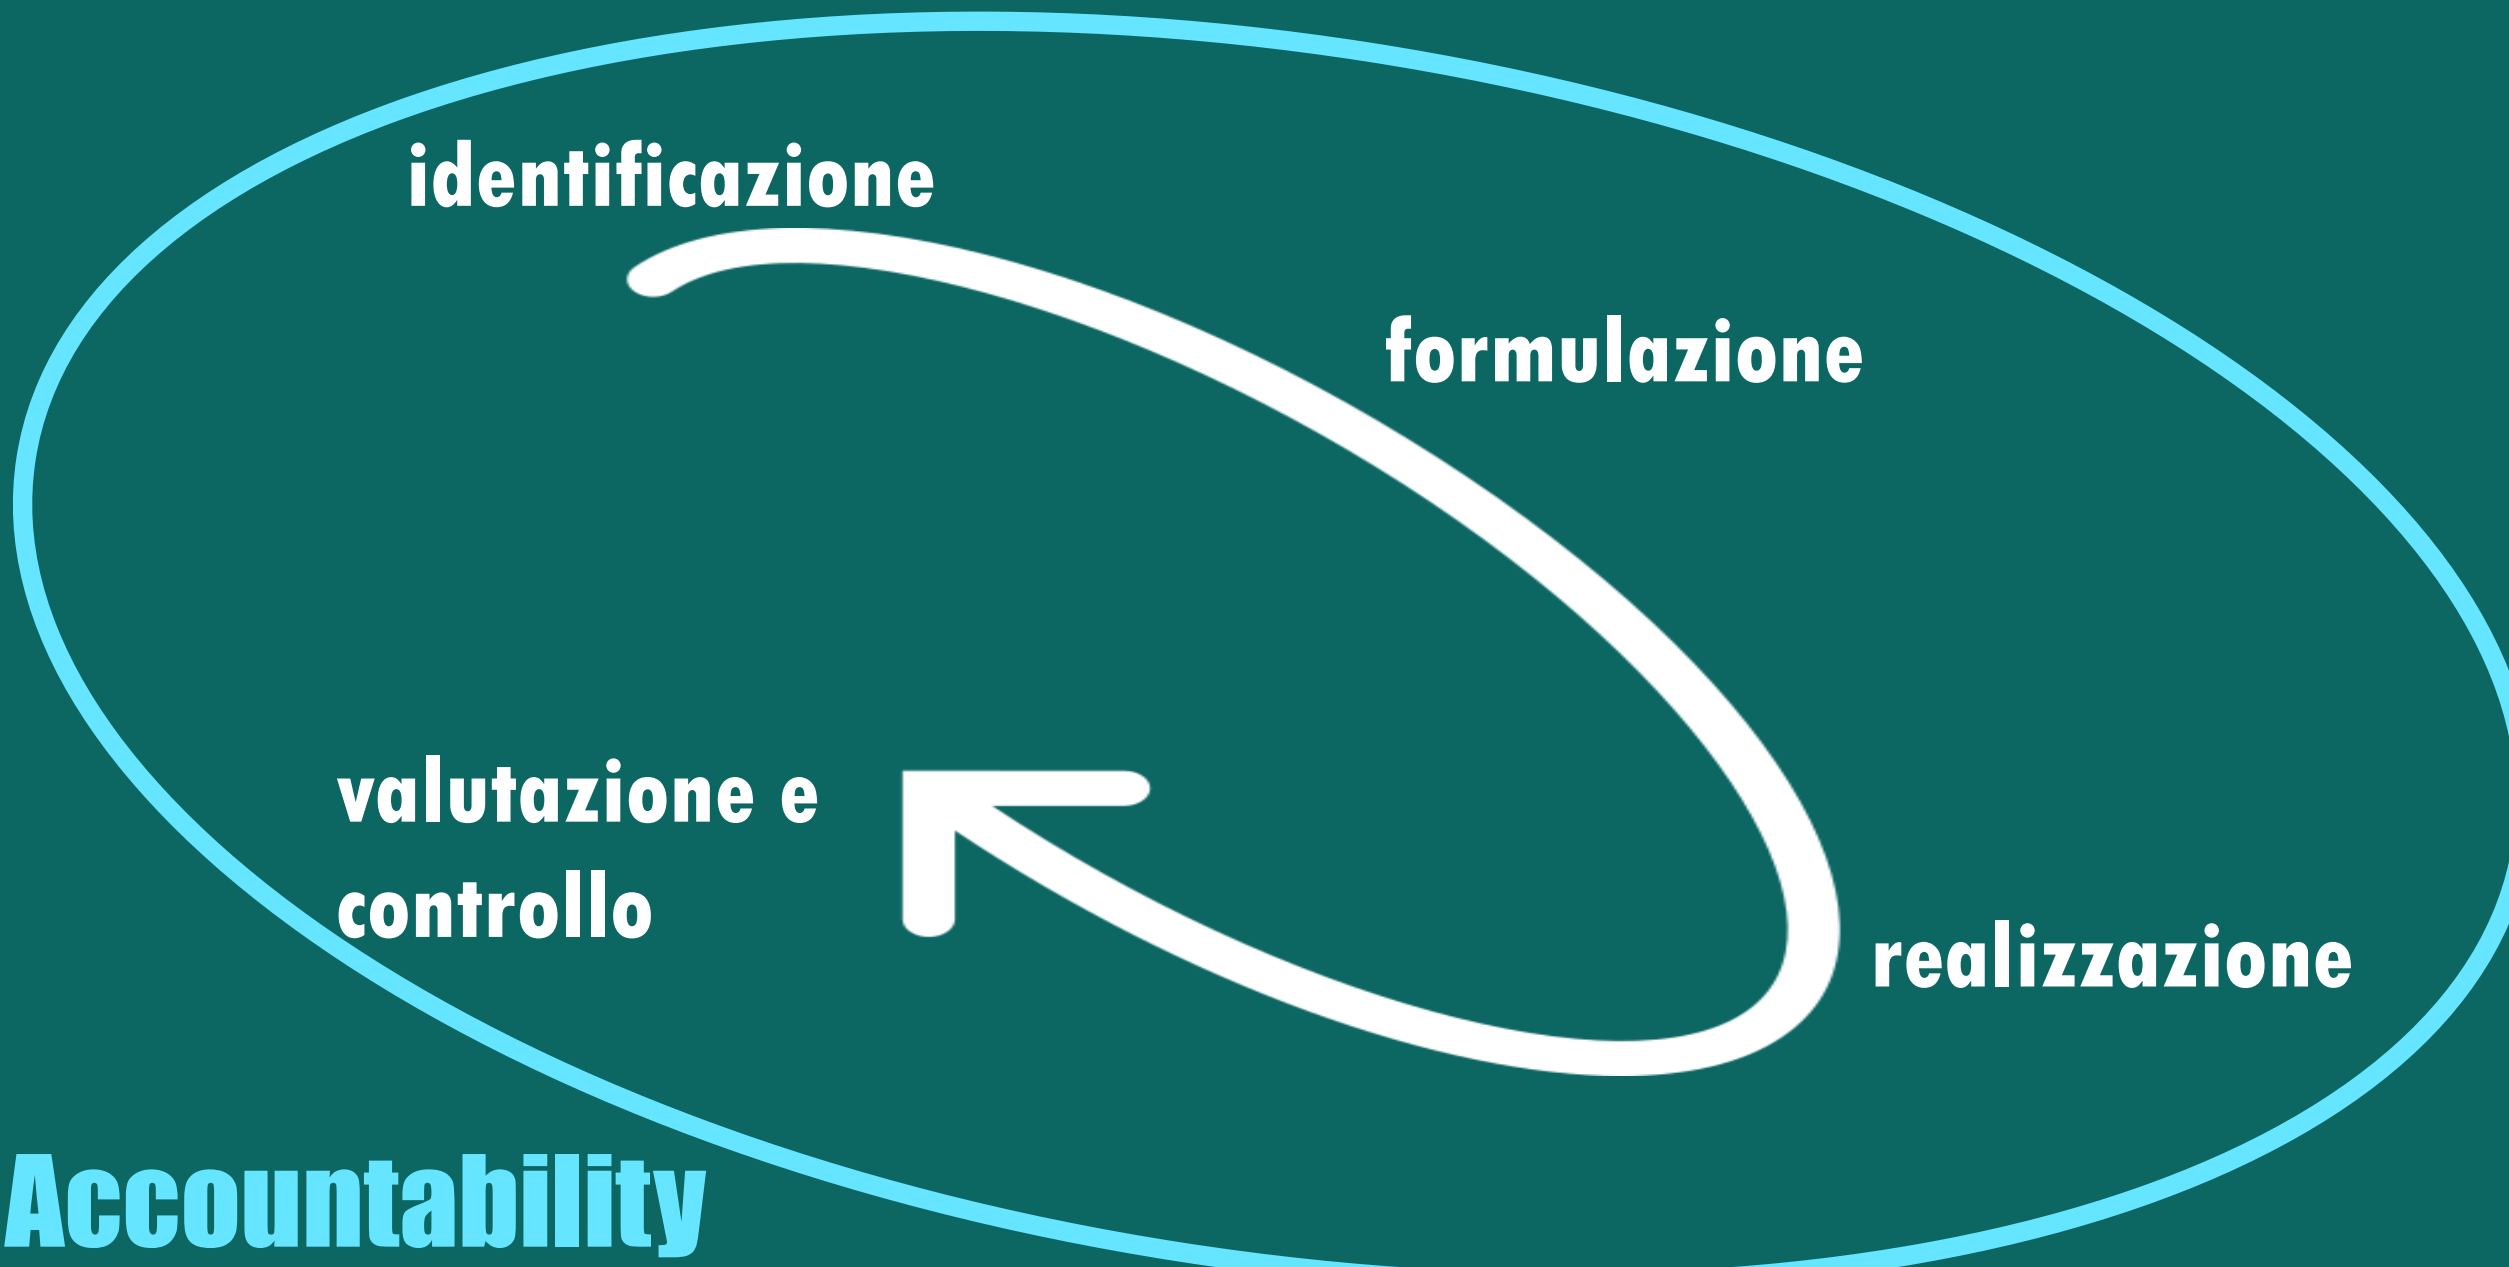 identificazione
formulazione
valutazione e
controllo
realizzazione
Accountability